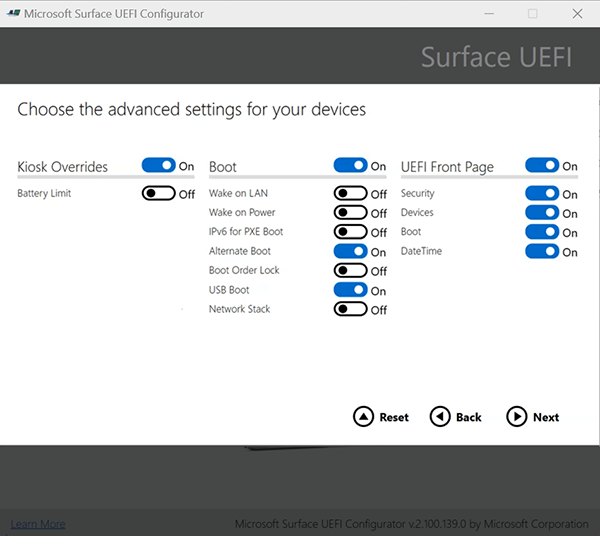 Microsoft Surface UEFI Configurator
Surface UEFI
Choose the advanced settings for your devices
Kiosk Overrides On
Battery Limit Off
Boot On
Wake on LAN Off
Wake on Power Off
IPv6 for PXE Boot Off
Alternate Boot On
Boot Order Lock Off
USB Boot On
Network Stack Off
UEFI Front Page On
Security On
Devices On
Boot On
DateTime On
Reset Back Next
Learn More Microsoft Surface UEFI Configurator v.2.100.139.0 by Microsoft Corporation